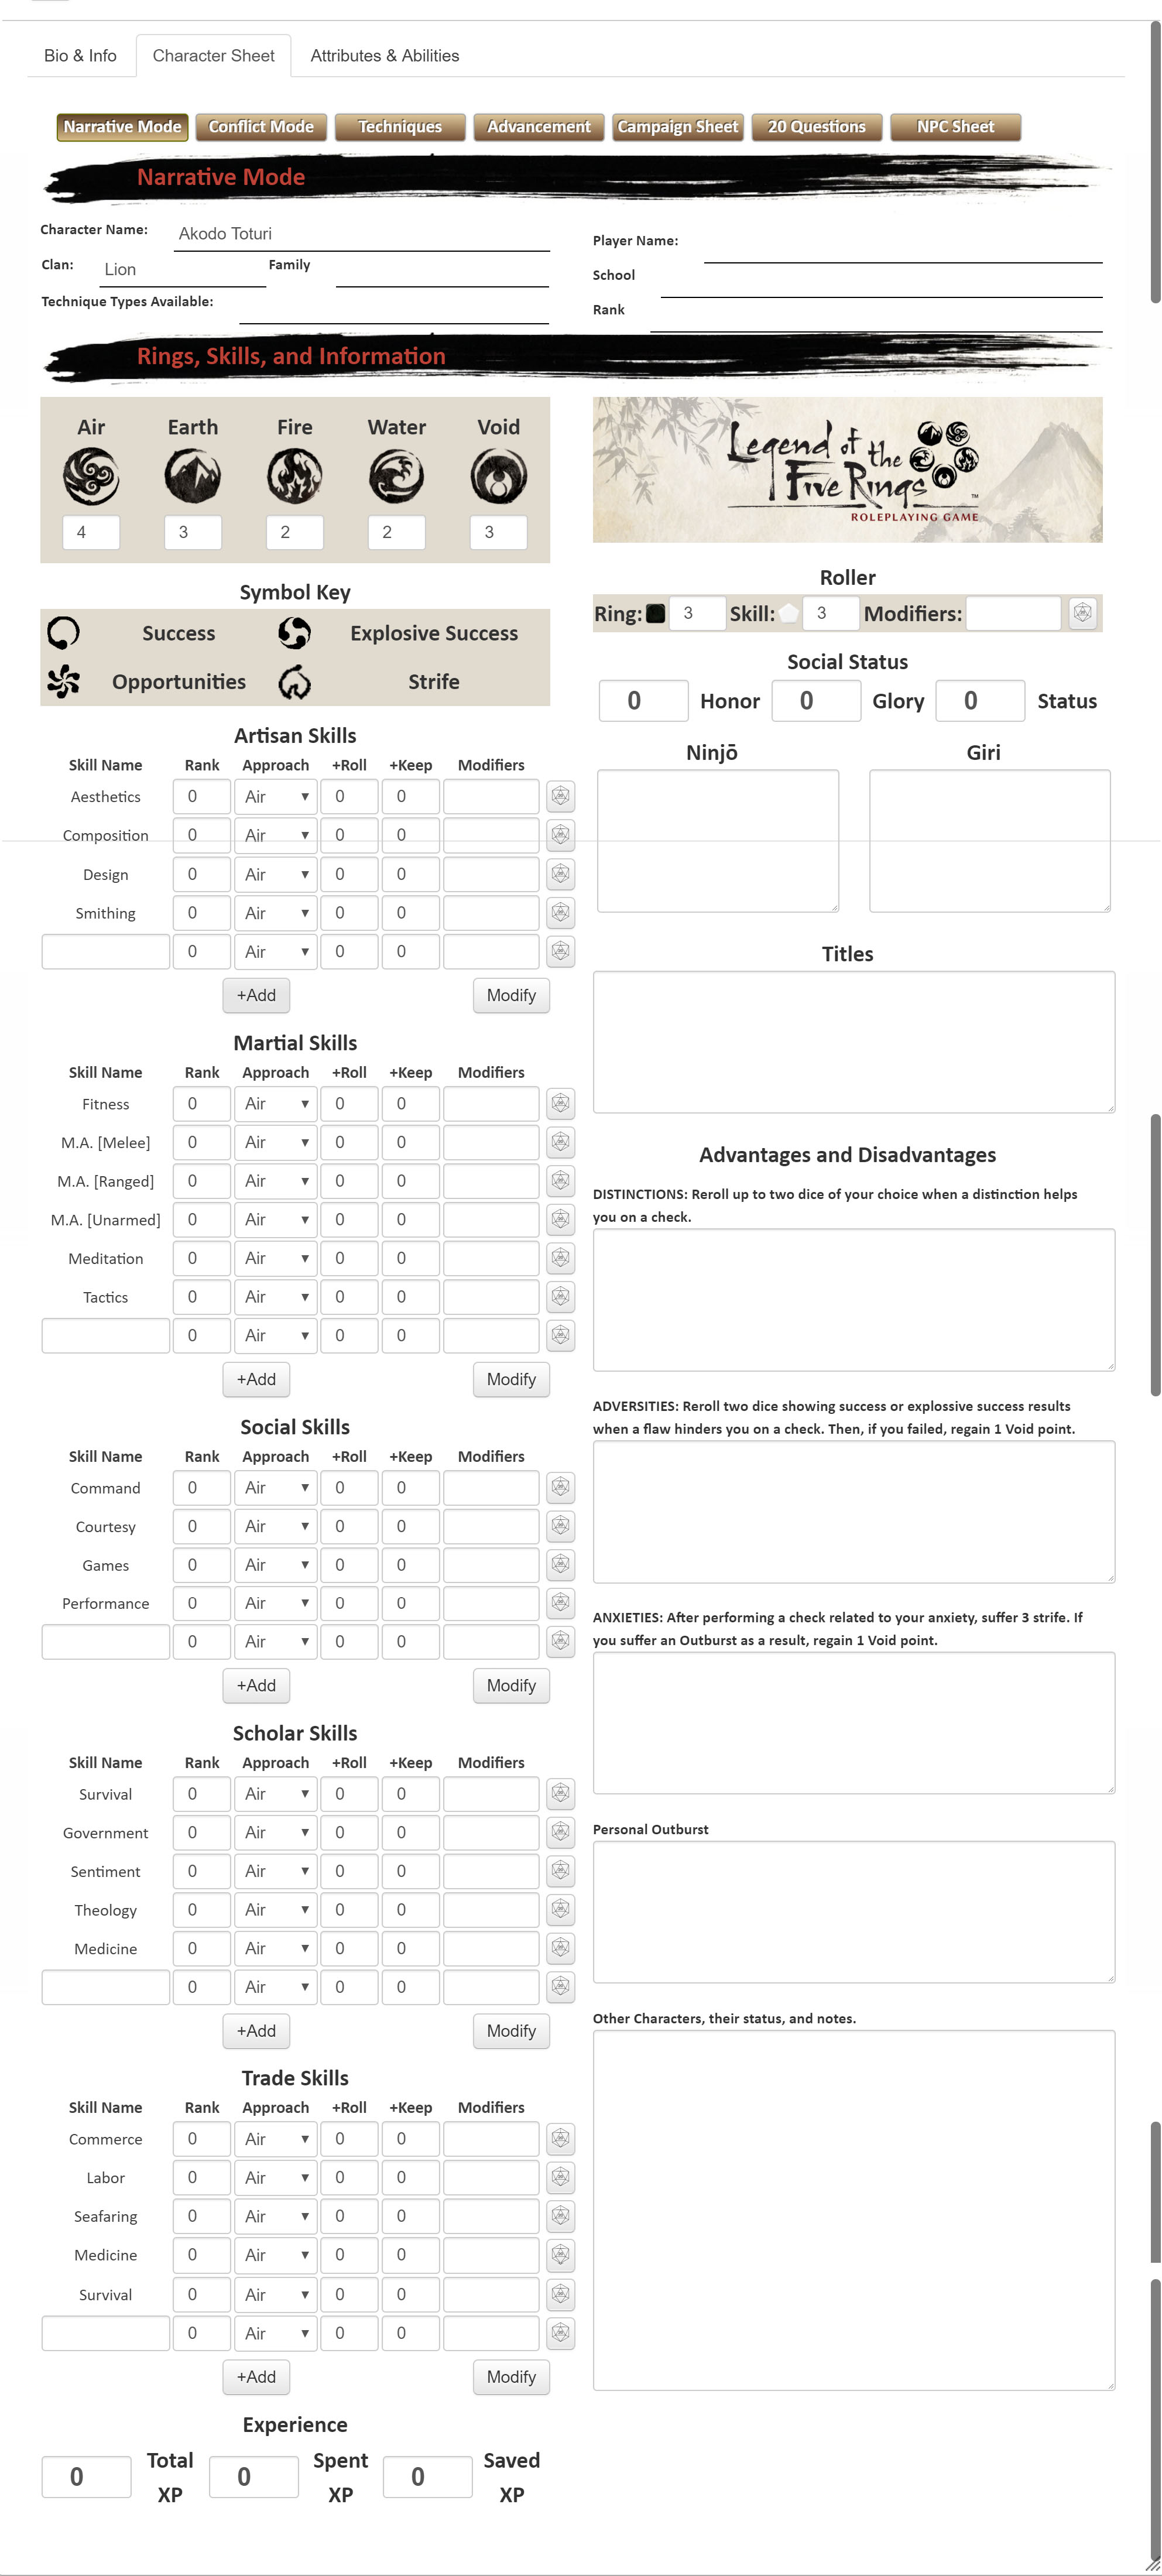 Bio & Info Character Sheet Attributes & Abilities
Narrative Mode Conflict Mode Techniques Advancement Campaign Sheet 20 Questions NPC Sheet
Narrative Mode
Character Name: Akodo Toturi
Clan: Lion Family
Technique Types Available:
Player Name:
School
Rank
Rings, Skills, and Information
Air Earth Fire Water Void
4 3 2 2 3
Symbol Key
Success Explosive Success
Opportunities Strife
Artisan Skills
Skill Name Rank Approach +Roll +Keep Modifiers
Aesthetics 0 Air 0 0
Composition 0 Air 0 0
Design 0 Air 0 0
Smithing 0 Air 0 0
0 Air 0 0
+Add Modify
Martial Skills
Skill Name Rank Approach +Roll +Keep Modifiers
Fitness 0 Air 0 0
M.A. [Melee] 0 Air 0 0
M.A. [Ranged] 0 Air 0 0
M.A. [Unarmed] 0 Air 0 0
Meditation 0 Air 0 0
Tactics 0 Air 0 0
0 Air 0 0
+Add Modify
Social Skills
Skill Name Rank Approach +Roll +Keep Modifiers
Command 0 Air 0 0
Courtesy 0 Air 0 0
Games 0 Air 0 0
Performance 0 Air 0 0
0 Air 0 0
+Add Modify
Scholar Skills
Skill Name Rank Approach +Roll +Keep Modifiers
Survival 0 Air 0 0
Government 0 Air 0 0
Sentiment 0 Air 0 0
Theology 0 Air 0 0
Medicine 0 Air 0 0
0 Air 0 0
+Add Modify
Trade Skills
Skill Name Rank Approach +Roll +Keep Modifiers
Commerce 0 Air 0 0
Labor 0 Air 0 0
Seafaring 0 Air 0 0
Medicine 0 Air 0 0
Survival 0 Air 0 0
0 Air 0 0
+Add Modify
Experience
0 Total XP 0 Spent XP 0 Saved XP
Legend of the
Five Rings ™
ROLEPLAYING GAME
Roller
Ring: 3 Skill: 3 Modifiers:
Social Status
0 Honor 0 Glory 0 Status
Ninjō Giri
Titles
Advantages and Disadvantages
DISTINCTIONS: Reroll up to two dice of your choice when a distinction helps
you on a check.
ADVERSITIES: Reroll two dice showing success or explossive success results
when a flaw hinders you on a check. Then, if you failed, regain 1 Void point.
ANXIETIES: After performing a check related to your anxiety, suffer 3 strife. If
you suffer an Outburst as a result, regain 1 Void point.
Personal Outburst
Other Characters, their status, and notes.